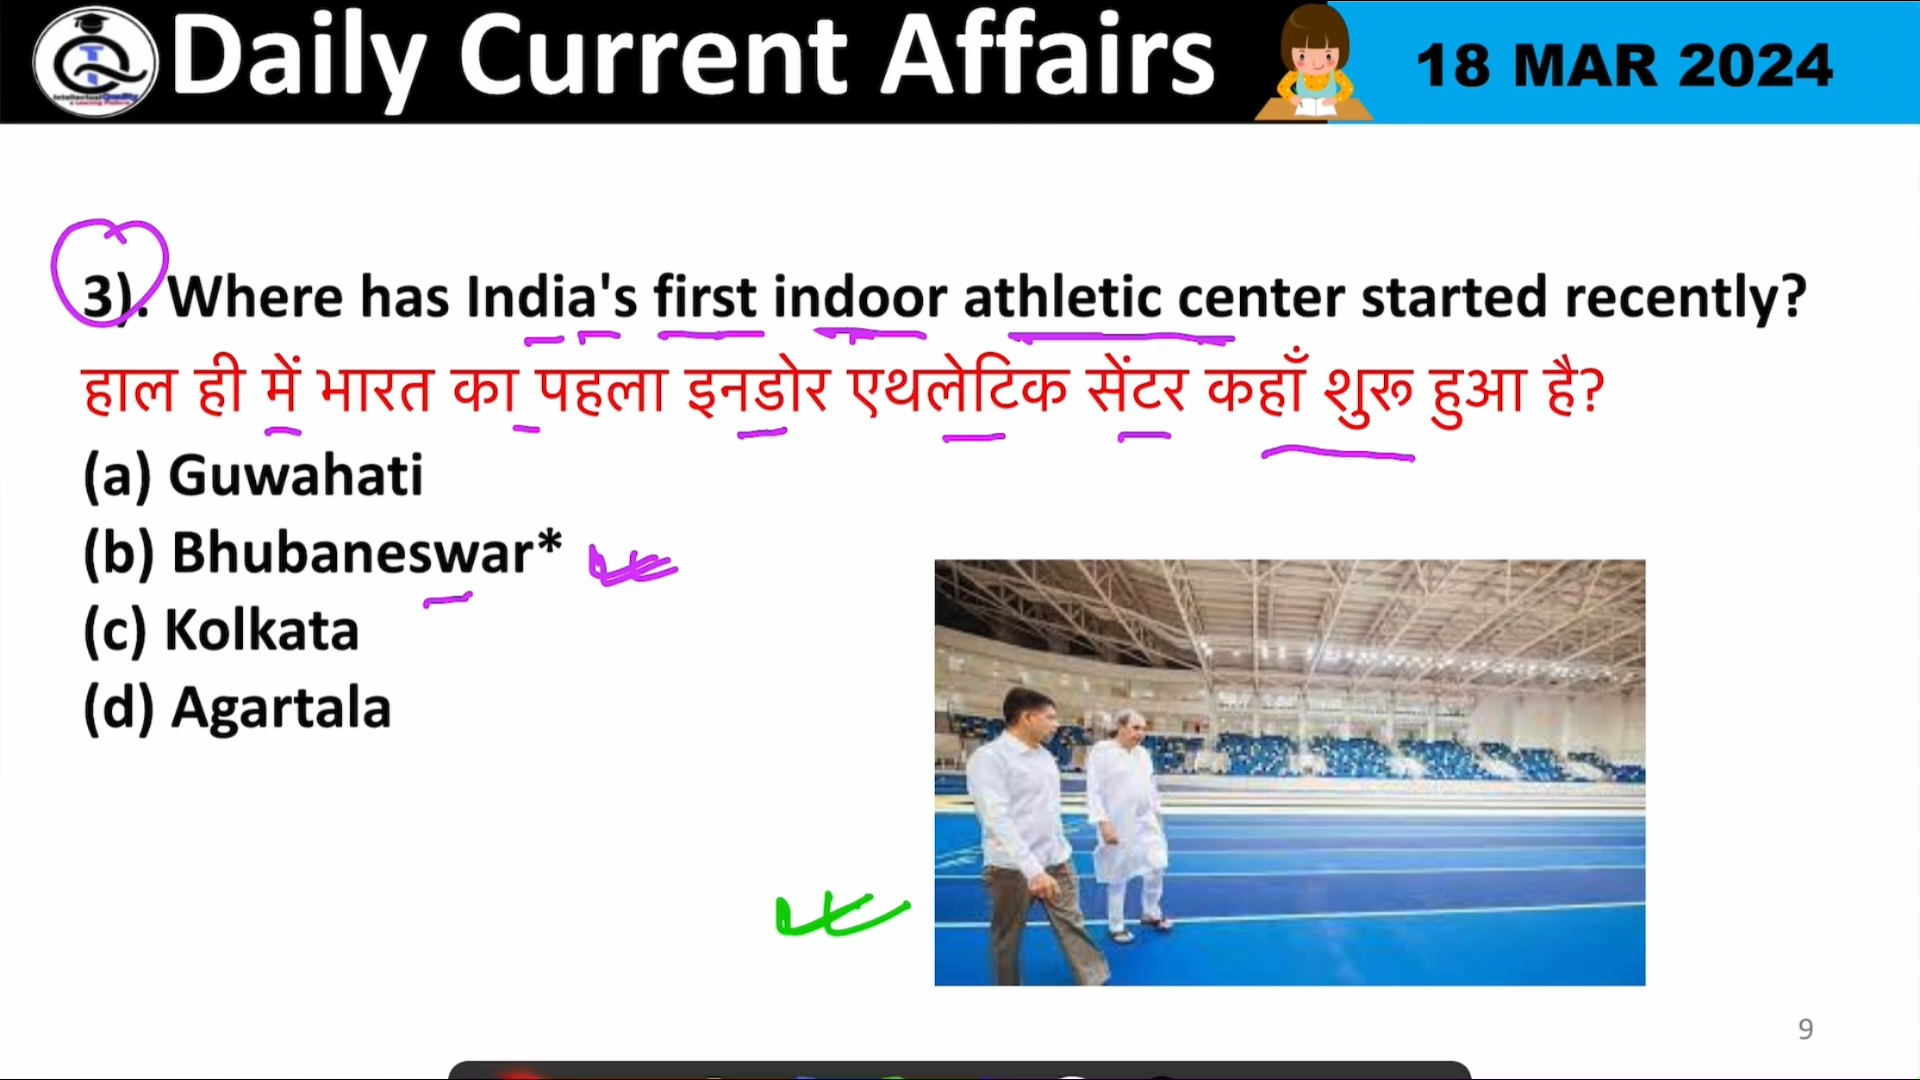 Daily Current Affairs
18 MAR 2024
3). Where has India's first indoor athletic center started recently?
हाल ही में भारत का पहला इनडोर एथलेटिक सेंटर कहाँ शुरू हुआ है?
(a) Guwahati
(b) Bhubaneswar*
(c) Kolkata
(d) Agartala
9